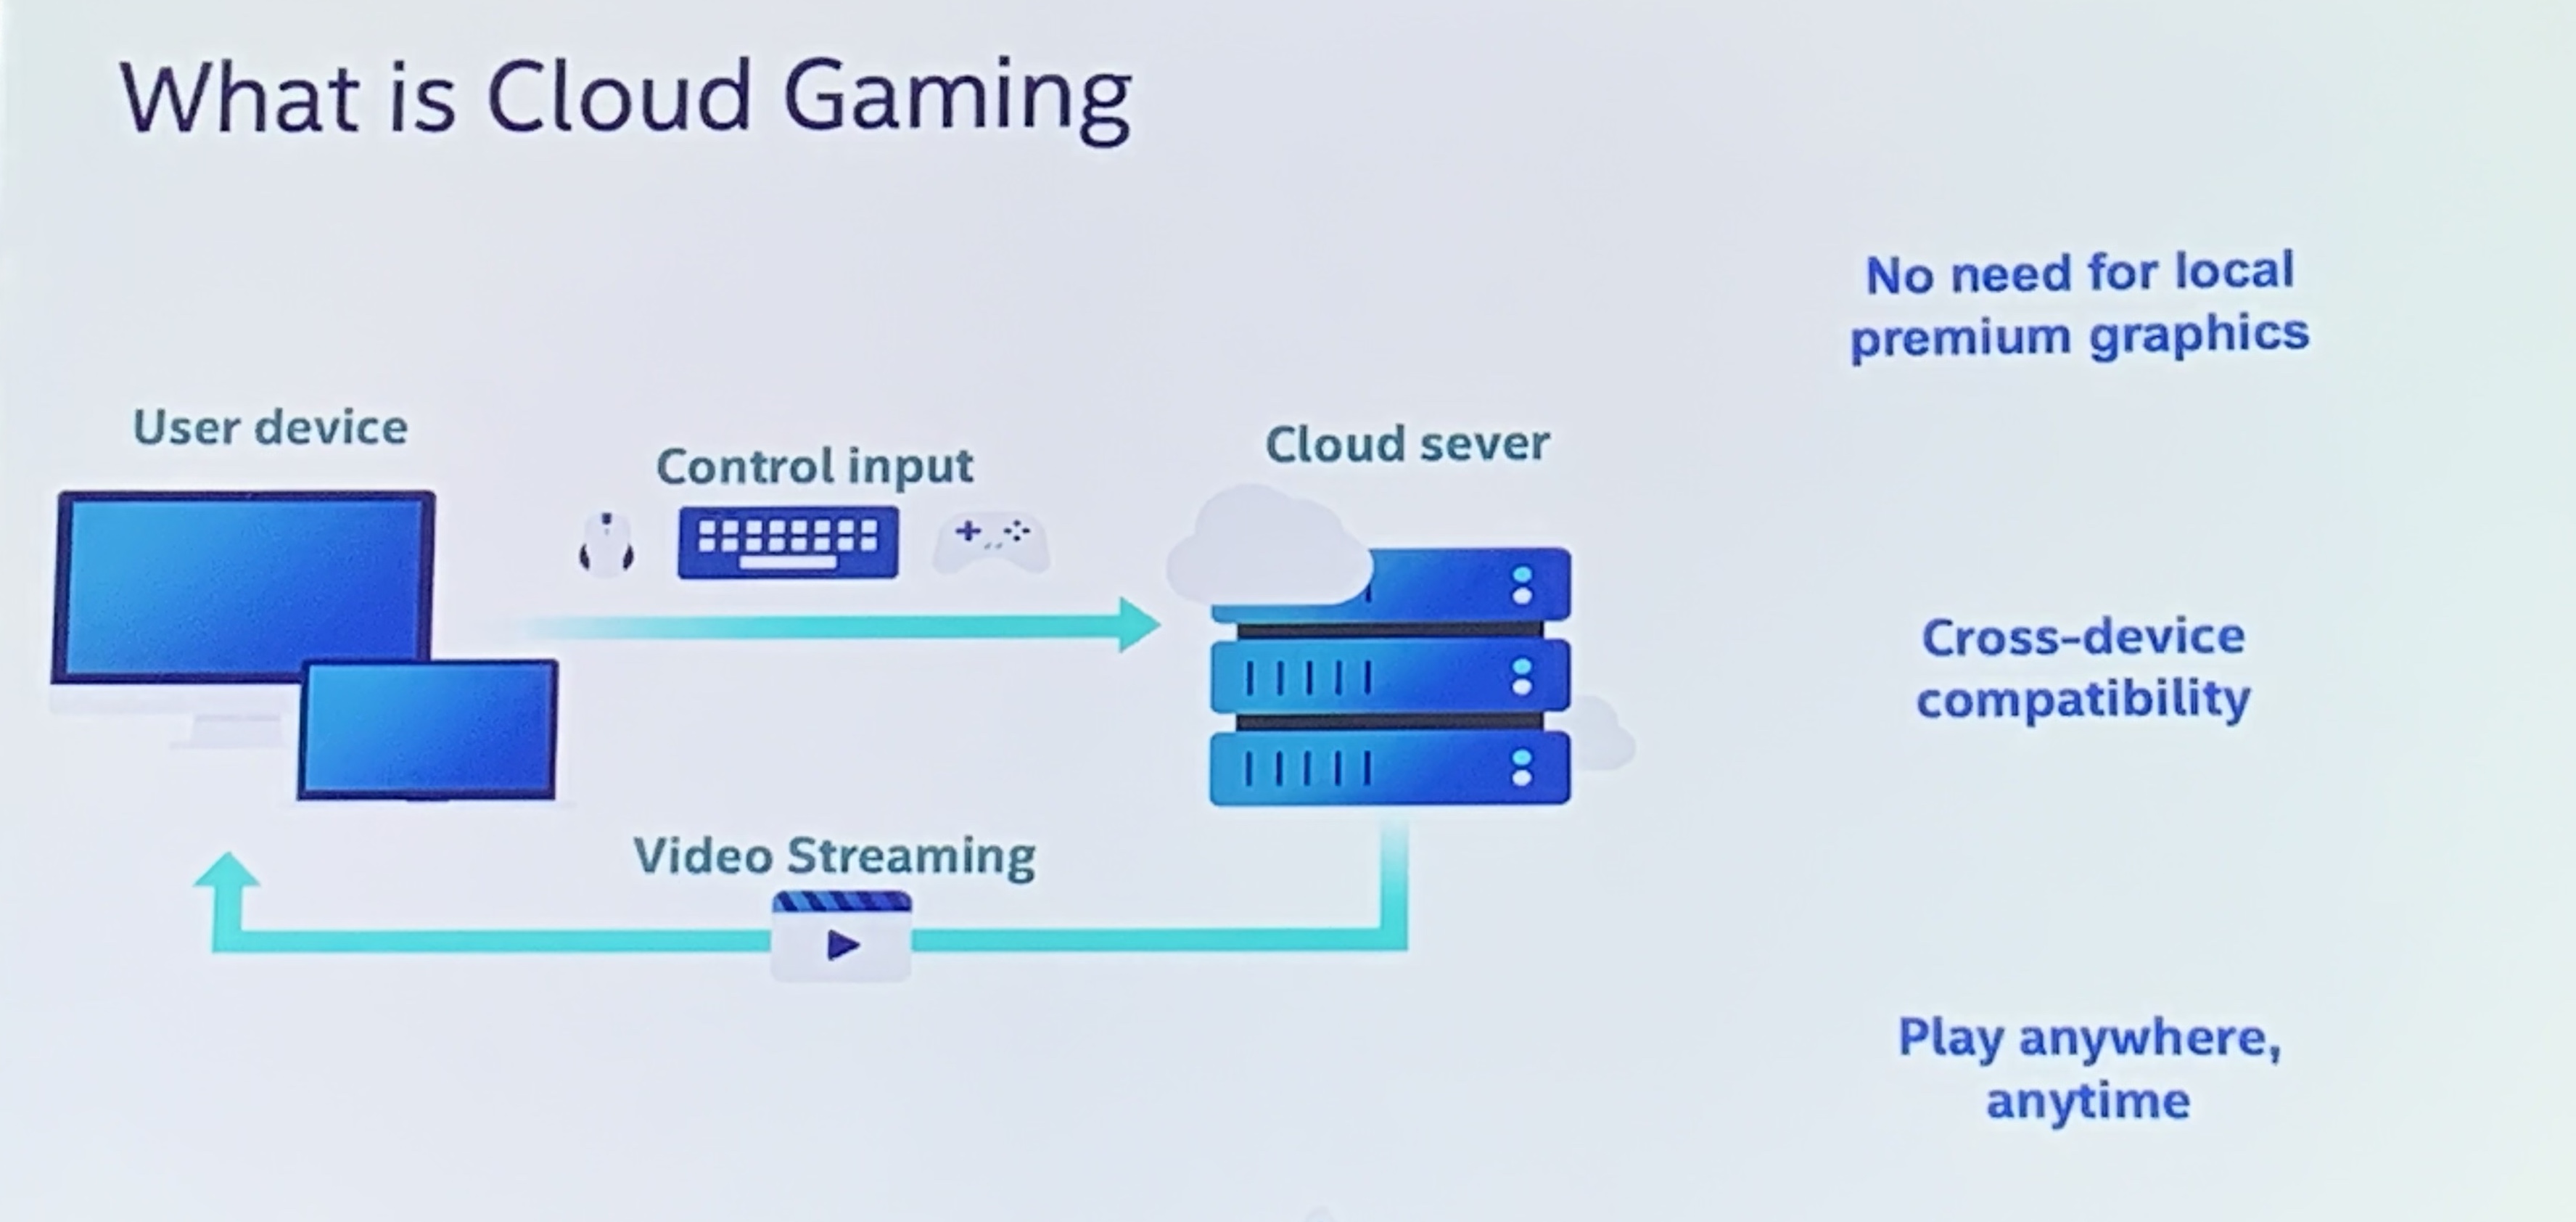 What is Cloud Gaming
No need for local
premium graphics
User device
Control input
Cloud sever
Cross-device
compatibility
Video Streaming
Play anywhere,
anytime